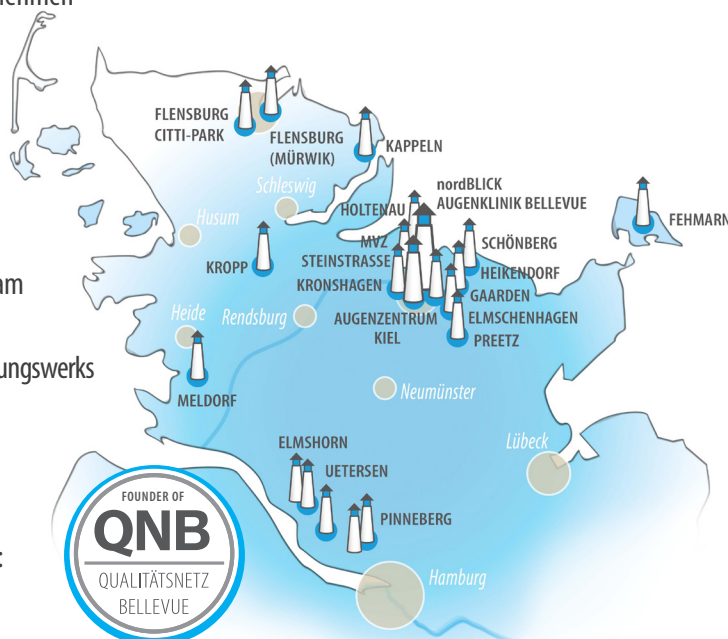 FLENSBURG
CITTI-PARK
FLENSBURG
(MÜRWIK)
KAPPELN
Schleswig
nordBLICK
AUGENKLINIK BELLEVUE
HOLTENAU
FEHMARN
Husum
MVZ
STEINSTRASSE
SCHÖNBERG
KROPP
HEIKENDORF
am
KRONSHAGEN
GAARDEN
Heide
Rendsburg
AUGENZENTRUM
KIEL
ELMSCHENHAGEN
PREETZ
ungswerks
MELDORF
Neumünster
ELMSHORN
Lübeck
UETERSEN
FOUNDER OF
QNB
QUALITÄTSNETZ
BELLEVUE
PINNEBERG
:
Hamburg